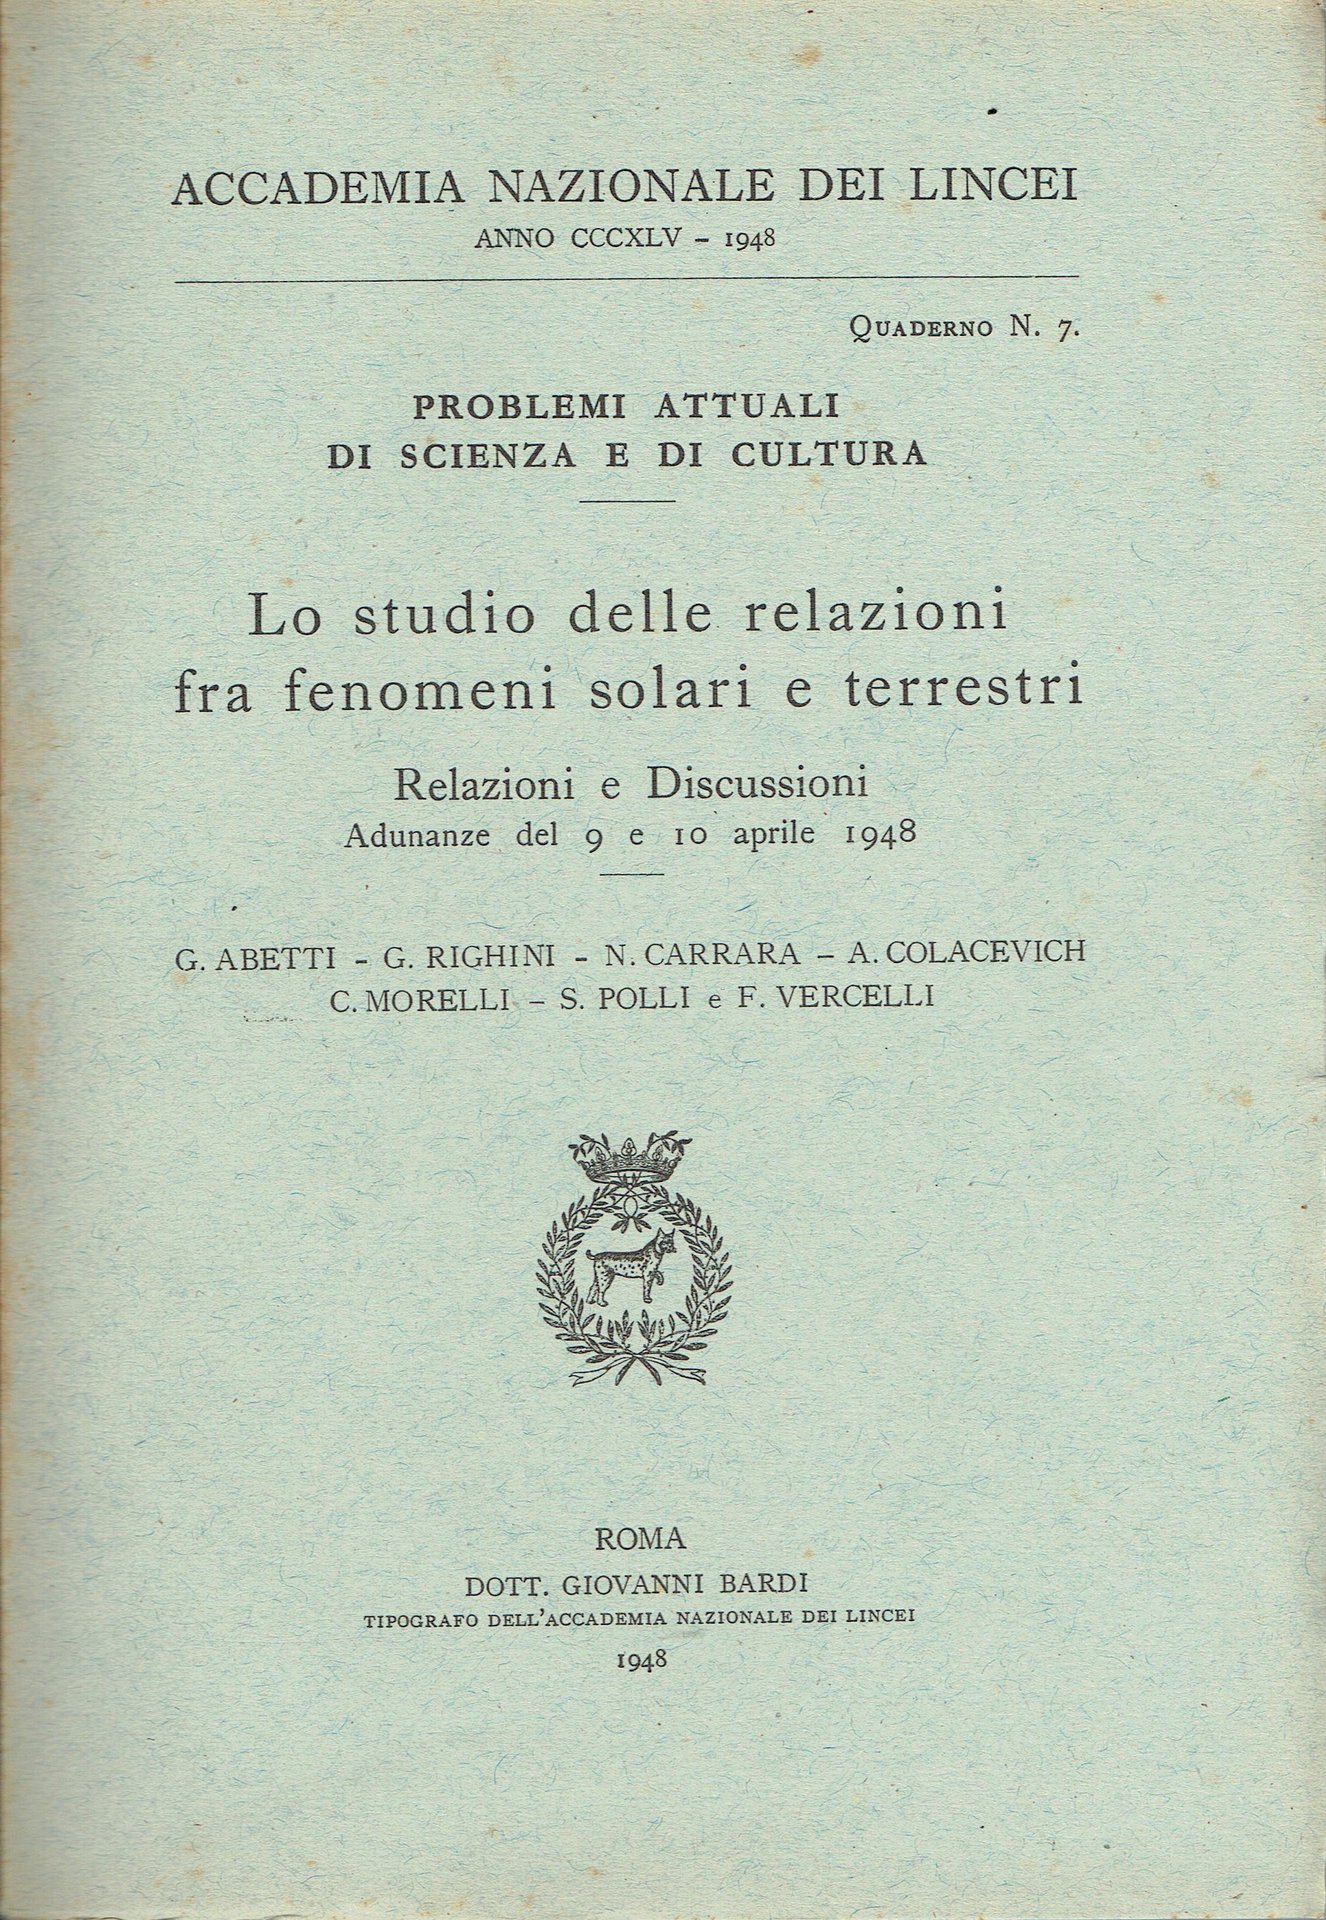 ACCADEMIA NAZIONALE DEI LINCEI
ANNO CCCXLV – 1948
QUADERNO N. 7.
PROBLEMI ATTUALI
DI SCIENZA E DI CULTURA
Lo studio delle relazioni
fra fenomeni solari e terrestri
Relazioni e Discussioni
Adunanze del 9 e 10 aprile 1948
G. ABETTI – G. RIGHINI – N. CARRARA – A. COLACEVICH
C. MORELLI – S. POLLI e F. VERCELLI
ROMA
DOTT. GIOVANNI BARDI
TIPOGRAFO DELL'ACCADEMIA NAZIONALE DEI LINCEI
1948